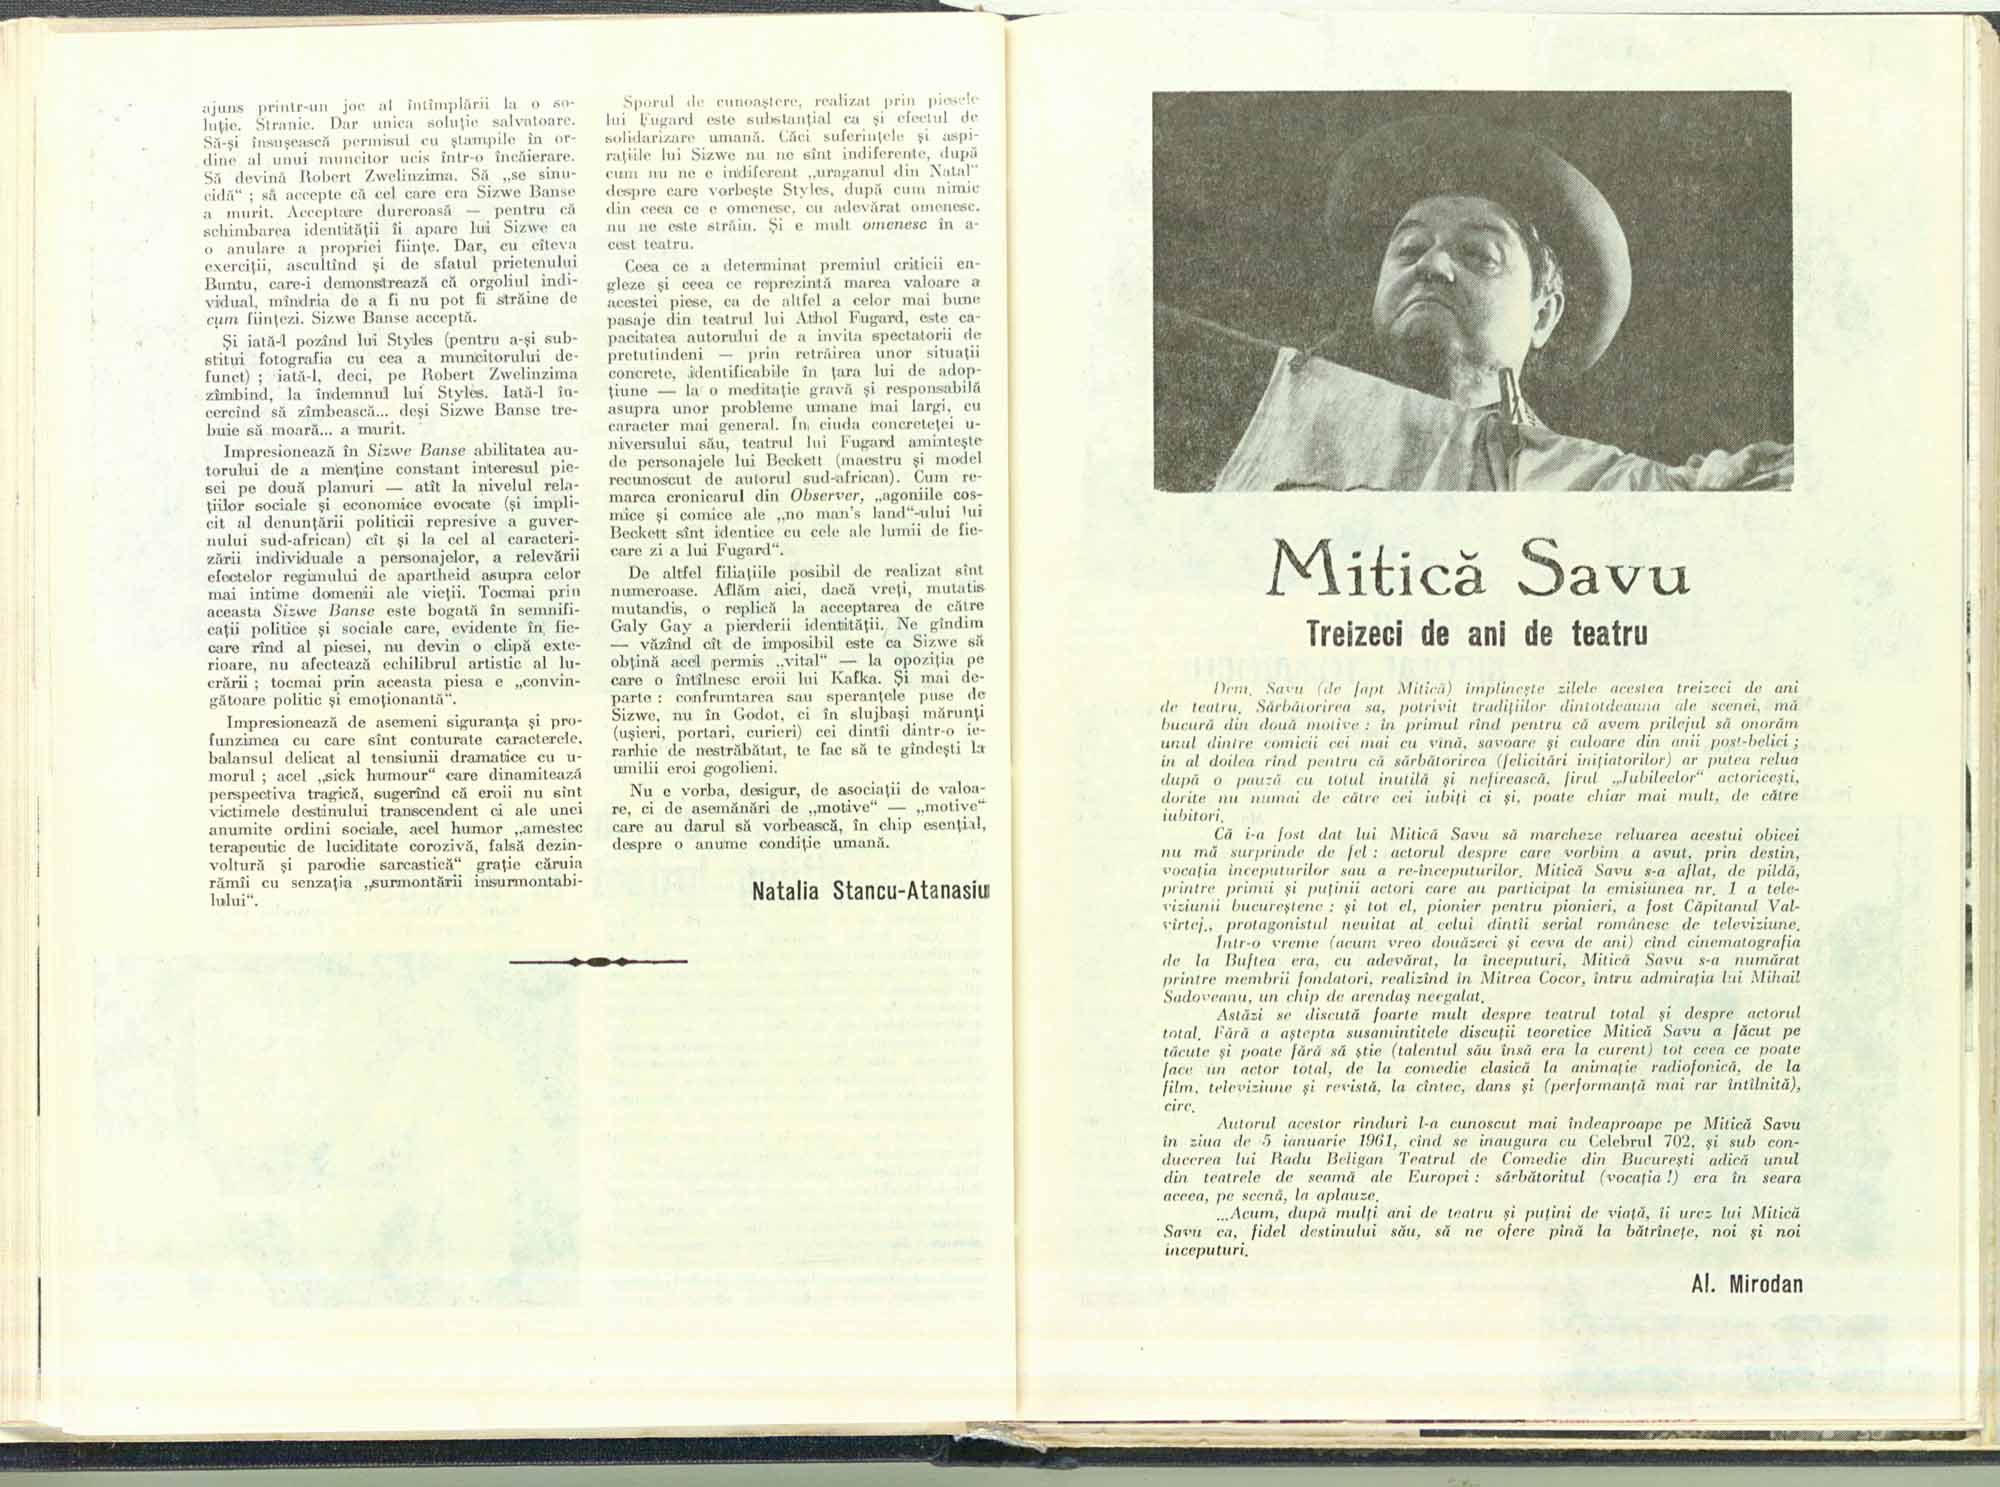 ajuns printr-un joc al întîmplării la o so-
luţie. Stranie. Dar unica soluţie salvatoare.
Să-şi însuşească permisul cu ştampile în or-
dine al unui muncitor ucis într-o încăierare.
Să devină Robert Zwelinzima. Să „se sinu-
cidă“ ; să accepte că cel care era Sizwe Banse
a murit. Acceptare dureroasă — pentru că
schimbarea identităţii îi apare lui Sizwe ca
o anulare a propriei fiinţe. Dar, cu cîteva
exerciţii, ascultînd şi de sfatul prietenului
Buntu, care-i demonstrează că orgoliul indi-
vidual, mîndria de a fi nu pot fi străine de
cum fiinţezi. Sizwe Banse acceptă.
Şi iată-l pozînd lui Styles (pentru a-şi sub-
stitui fotografia cu cea a muncitorului de-
funct) ; iată-l, deci, pe Robert Zwelinzima
zîmbind, la îndemnul lui Styles. Iată-l în-
cercînd să zîmbească... deşi Sizwe Banse tre-
buie să moară... a murit.
Impresionează în Sizwe Banse abilitatea au-
torului de a menţine constant interesul pie-
sei pe două planuri — atît la nivelul rela-
ţiilor sociale şi economice evocate (şi impli-
cit al denunţării politicii represive a guver-
nului sud-african) cît şi la cel al caracteri-
zării individuale a personajelor, a relevării
efectelor regimului de apartheid asupra celor
mai intime domenii ale vieţii. Tocmai prin
aceasta Sizwe Banse este bogată în semnifi-
caţii politice şi sociale care, evidente în fie-
care rînd al piesei, nu devin o clipă exte-
rioare, nu afectează echilibrul artistic al lu-
crării ; tocmai prin aceasta piesa e „convin-
gătoare politic şi emoţionantă“.
Impresionează de asemeni siguranţa şi pro-
funzimea cu care sînt conturate caracterele,
balansul delicat al tensiunii dramatice cu u-
morul ; acel „sick humour“ care dinamitează
perspectiva tragică, sugerînd că eroii nu sînt
victimele destinului transcendent ci ale unei
anumite ordini sociale, acel humor „amestec
terapeutic de luciditate corozivă, falsă dezin-
voltură şi parodie sarcastică“ graţie căruia
rămîi cu senzaţia „surmontării insurmontabi-
lului“.
Sporul de cunoaştere, realizat prin piesele
lui Fugard este substanţial ca şi efectul de
solidarizare umană. Căci suferinţele şi aspi-
raţiile lui Sizwe nu ne sînt indiferente, după
cum nu ne e indiferent „uraganul din Natal“
despre care vorbeşte Styles, după cum nimic
din ceea ce e omenesc, cu adevărat omenesc,
nu ne este străin. Şi e mult omenesc în a-
cest teatru.
Ceea ce a determinat premiul criticii en-
gleze şi ceea ce reprezintă marea valoare a
acestei piese, ca de altfel a celor mai bune
pasaje din teatrul lui Athol Fugard, este ca-
pacitatea autorului de a invita spectatorii de
pretutindeni — prin retrăirea unor situaţii
concrete, identificabile în ţara lui de adop-
ţiune — la o meditaţie gravă şi responsabilă
asupra unor probleme umane mai largi, cu
caracter mai general. În ciuda concreteţei u-
niversului său, teatrul lui Fugard aminteşte
de personajele lui Beckett (maestru şi model
recunoscut de autorul sud-african). Cum re-
marca cronicarul din Observer, „agoniile cos-
mice şi comice ale „no man's land“-ului lui
Beckett sînt identice cu cele ale lumii de fie-
care zi a lui Fugard“.
De altfel filiaţiile posibil de realizat sînt
numeroase. Aflăm aici, dacă vreţi, mutatis
mutandis, o replică la acceptarea de către
Galy Gay a pierderii identităţii. Ne gîndim
— văzînd cît de imposibil este ca Sizwe să
obţină acel permis „vital“ — la opoziţia pe
care o întîlnesc eroii lui Kafka. Şi mai de-
parte : confruntarea sau speranţele puse de
Sizwe, nu în Godot, ci în slujbaşi mărunţi
(uşieri, portari, curieri) cei dintîi dintr-o ie-
rarhie de nestrăbătut, te fac să te gîndeşti la
umilii eroi gogolieni.
Nu e vorba, desigur, de asociaţii de valoa-
re, ci de asemănări de „motive“ — „motive“
care au darul să vorbească, în chip esenţial,
despre o anume condiţie umană.
Natalia Stancu-Atanasiu
Mitică Savu
Treizeci de ani de teatru
Dem. Savu (de fapt Mitică) împlineşte zilele acestea treizeci de ani
de teatru. Sărbătorirea sa, potrivit tradiţiilor dintotdeauna ale scenei, mă
bucură din două motive : în primul rînd pentru că avem prilejul să onorăm
unul dintre comicii cei mai cu vînă, savoare şi culoare din anii post-belici ;
în al doilea rînd pentru că sărbătorirea (felicitări iniţiatorilor) ar putea relua
după o pauză cu totul inutilă şi nefirească, firul „Jubileelor“ actoriceşti,
dorite nu numai de către cei iubiţi ci şi, poate chiar mai mult, de către
iubitori.
Că i-a fost dat lui Mitică Savu să marcheze reluarea acestui obicei
nu mă surprinde de fel : actorul despre care vorbim a avut, prin destin,
vocaţia începuturilor sau a re-începuturilor. Mitică Savu s-a aflat, de pildă,
printre primii şi puţinii actori care au participat la emisiunea nr. 1 a tele-
viziunii bucureştene : şi tot el, pionier pentru pionieri, a fost Căpitanul Val-
vîrtej., protagonistul neuitat al celui dintîi serial românesc de televiziune.
Într-o vreme (acum vreo douăzeci şi ceva de ani) cînd cinematografia
de la Buftea era, cu adevărat, la începuturi, Mitică Savu s-a numărat
printre membrii fondatori, realizînd în Mitrea Cocor, întru admiraţia lui Mihail
Sadoveanu, un chip de arendaş neegalat.
Astăzi se discută foarte mult despre teatrul total şi despre actorul
total. Fără a aştepta susamintitele discuţii teoretice Mitică Savu a făcut pe
tăcute şi poate fără să ştie (talentul său însă era la curent) tot ceea ce poate
face un actor total, de la comedie clasică la animaţie radiofonică, de la
film, televiziune şi revistă, la cîntec, dans şi (performanţă mai rar întîlnită),
circ.
Autorul acestor rînduri l-a cunoscut mai îndeaproape pe Mitică Savu
în ziua de 5 ianuarie 1961, cînd se inaugura cu Celebrul 702, şi sub con-
ducerea lui Radu Beligan Teatrul de Comedie din Bucureşti adică unul
din teatrele de seamă ale Europei : sărbătoritul (vocaţia !) era în seara
aceea, pe scenă, la aplauze.
...Acum, după mulţi ani de teatru şi puţini de viaţă, îi urez lui Mitică
Savu ca, fidel destinului său, să ne ofere pînă la bătrîneţe, noi şi noi
începuturi.
Al. Mirodan